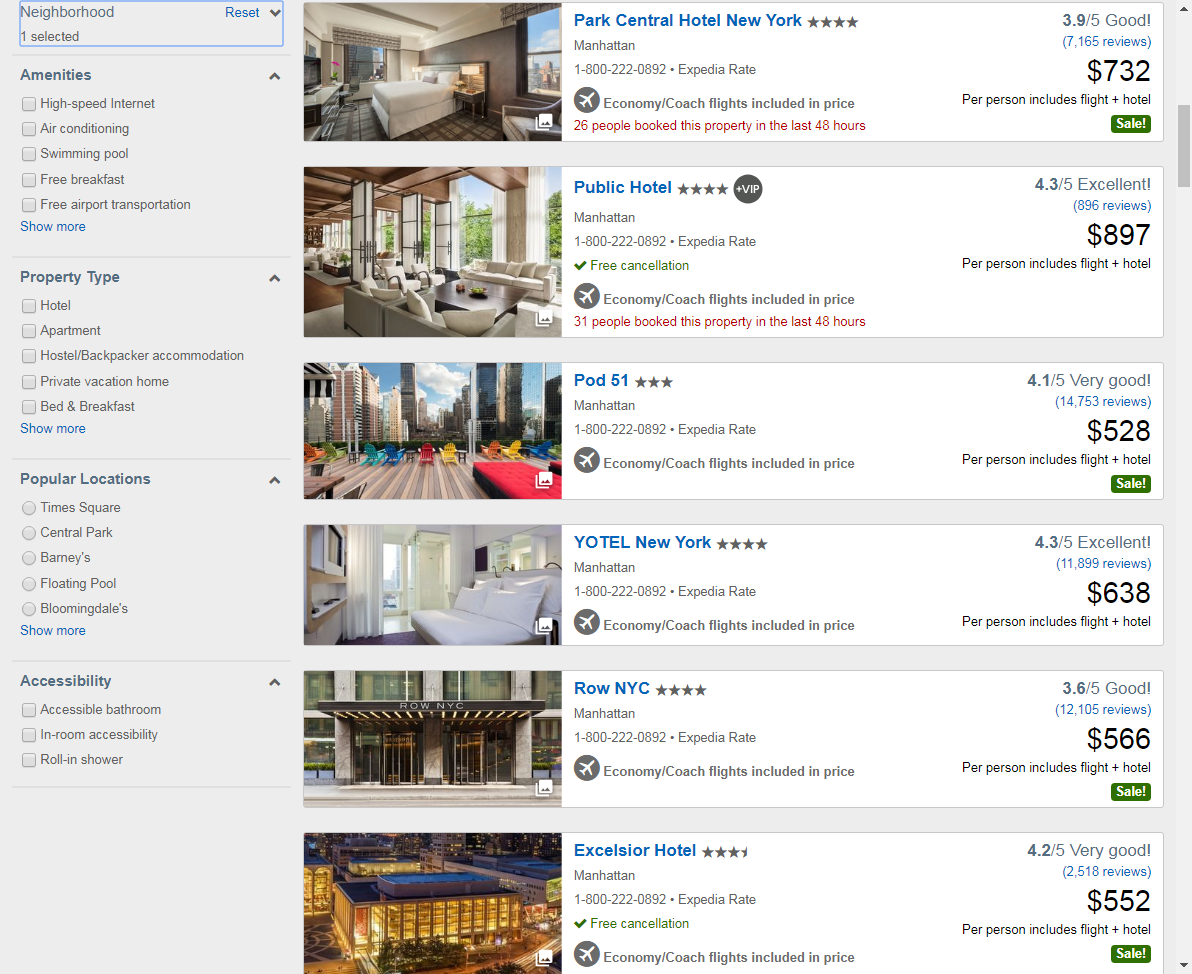 Neighborhood Reset
1 selected
Amenities
High-speed Internet
Air conditioning
Swimming pool
Free breakfast
Free airport transportation
Show more
Property Type
Hotel
Apartment
Hostel/Backpacker accommodation
Private vacation home
Bed & Breakfast
Show more
Popular Locations
Times Square
Central Park
Barney's
Floating Pool
Bloomingdale's
Show more
Accessibility
Accessible bathroom
In-room accessibility
Roll-in shower
Park Central Hotel New York
Manhattan
1-800-222-0892 • Expedia Rate
Economy/Coach flights included in price
26 people booked this property in the last 48 hours
3.9/5 Good!
(7,165 reviews)
$732
Per person includes flight + hotel
Sale!
Public Hotel +VIP
Manhattan
1-800-222-0892 • Expedia Rate
Free cancellation
Economy/Coach flights included in price
31 people booked this property in the last 48 hours
4.3/5 Excellent!
(896 reviews)
$897
Per person includes flight + hotel
Pod 51
Manhattan
1-800-222-0892 • Expedia Rate
Economy/Coach flights included in price
4.1/5 Very good!
(14,753 reviews)
$528
Per person includes flight + hotel
Sale!
YOTEL New York
Manhattan
1-800-222-0892 • Expedia Rate
Economy/Coach flights included in price
4.3/5 Excellent!
(11,899 reviews)
$638
Per person includes flight + hotel
ROW NYC
Row NYC
Manhattan
1-800-222-0892 • Expedia Rate
Economy/Coach flights included in price
3.6/5 Good!
(12,105 reviews)
$566
Per person includes flight + hotel
Sale!
Excelsior Hotel
Manhattan
1-800-222-0892 • Expedia Rate
Free cancellation
Economy/Coach flights included in price
4.2/5 Very good!
(2,518 reviews)
$552
Per person includes flight + hotel
Sale!